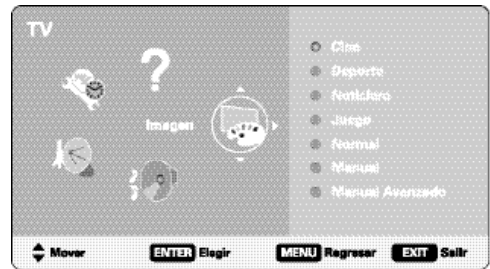 TV
?
Imagen
Cine
Deporte
Noticiero
Juego
Normal
Manual
Manual Avanzado
Mover ENTER Elegir MENU Regresar EXIT Salir